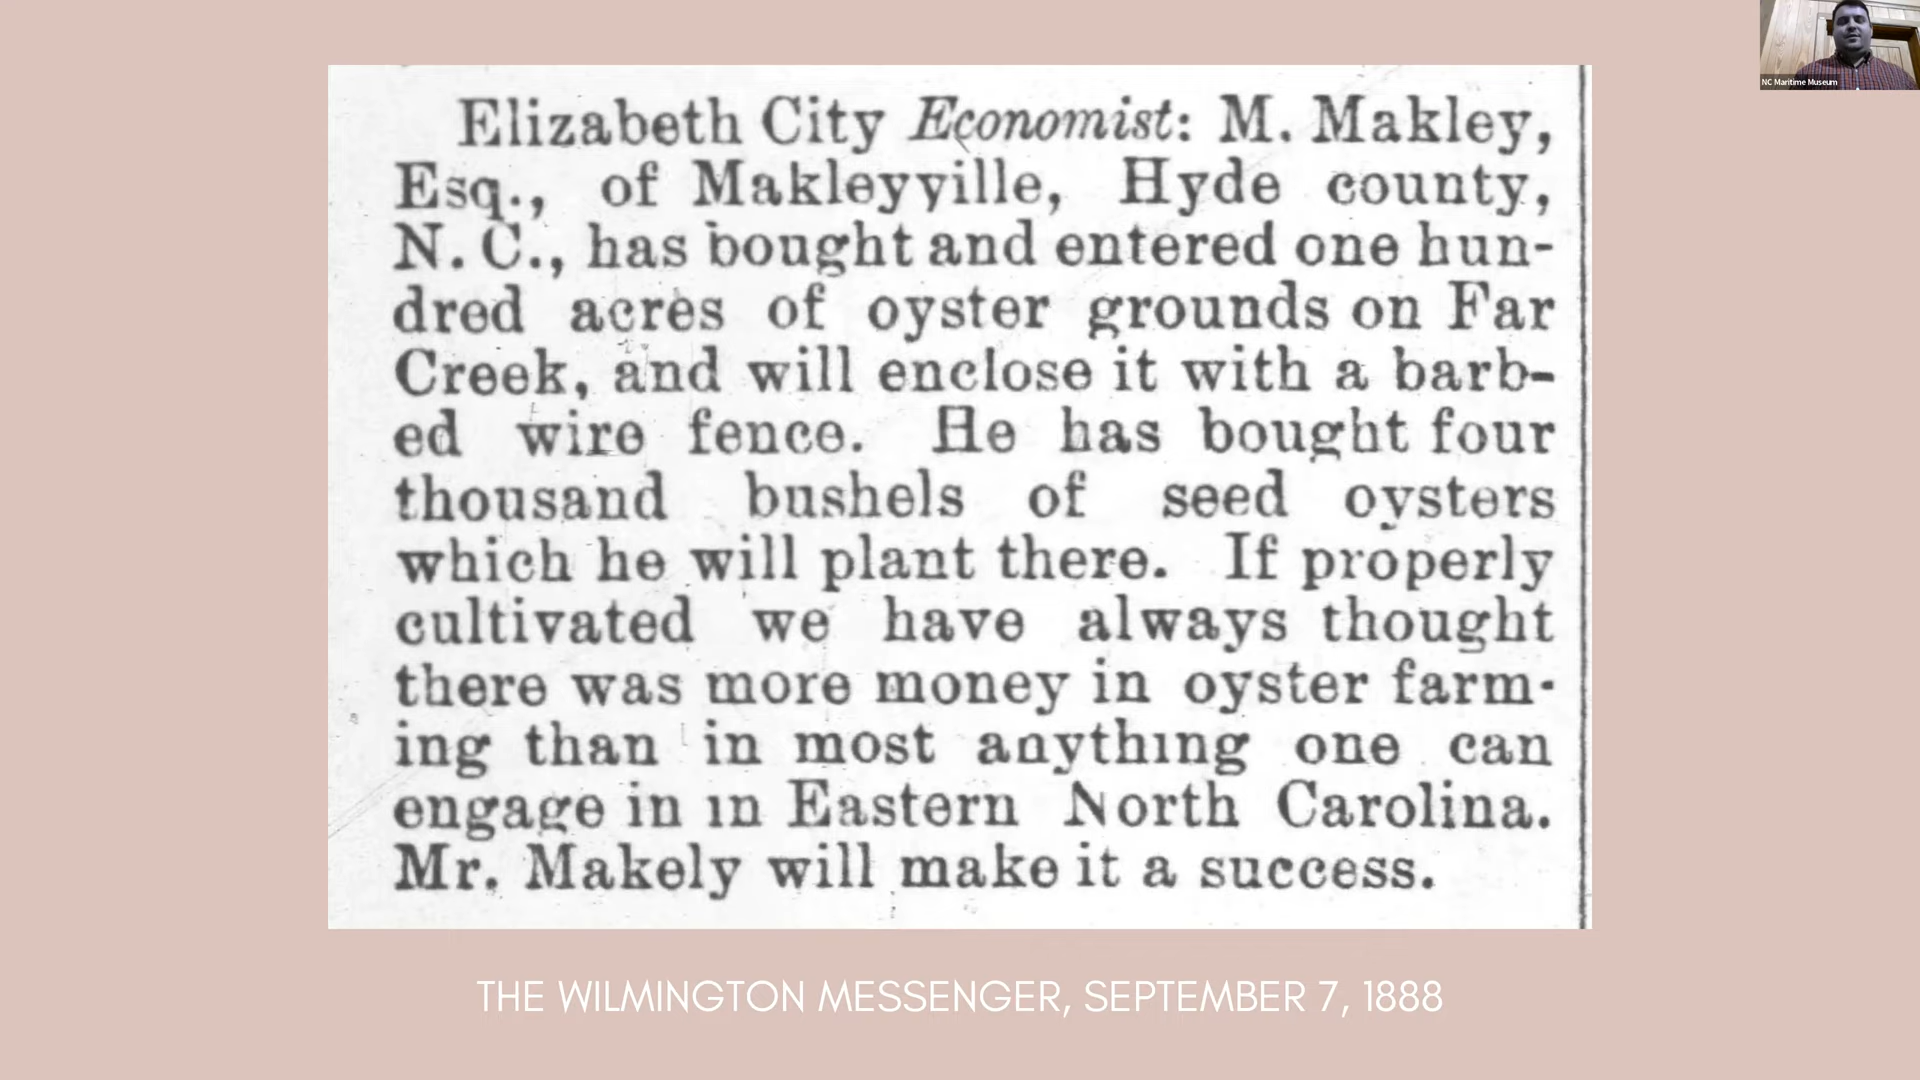 Elizabeth City Economist: M. Makley,
Esq., of Makleyville, Hyde county,
N. C., has bought and entered one hun-
dred acres of oyster grounds on Far
Creek, and will enclose it with a barb-
ed wire fence. He has bought four
thousand bushels of seed oysters
which he will plant there. If properly
cultivated we have always thought
there was more money in oyster farm-
ing than in most anything one can
engage in in Eastern North Carolina.
Mr. Makely will make it a success.
THE WILMINGTON MESSENGER, SEPTEMBER 7, 1888
NC Maritime Museum